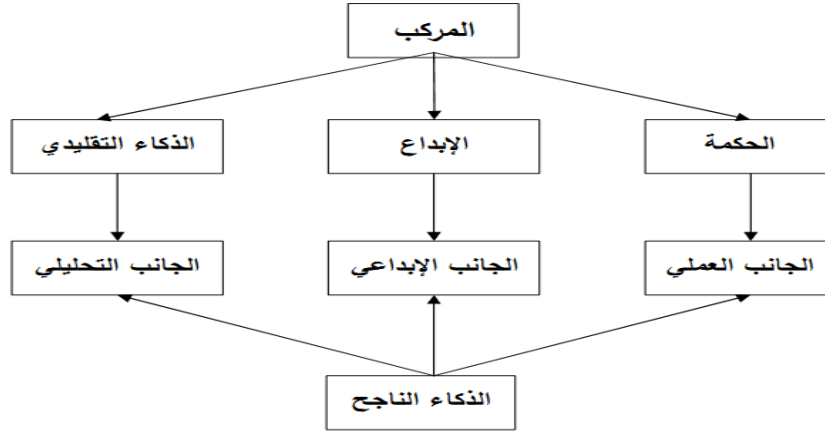 المركب
الحكمة
الإبداع
الذكاء التقليدي
الجانب العملي
الجانب الإبداعي
الجانب التحليلي
الذكاء الناجح